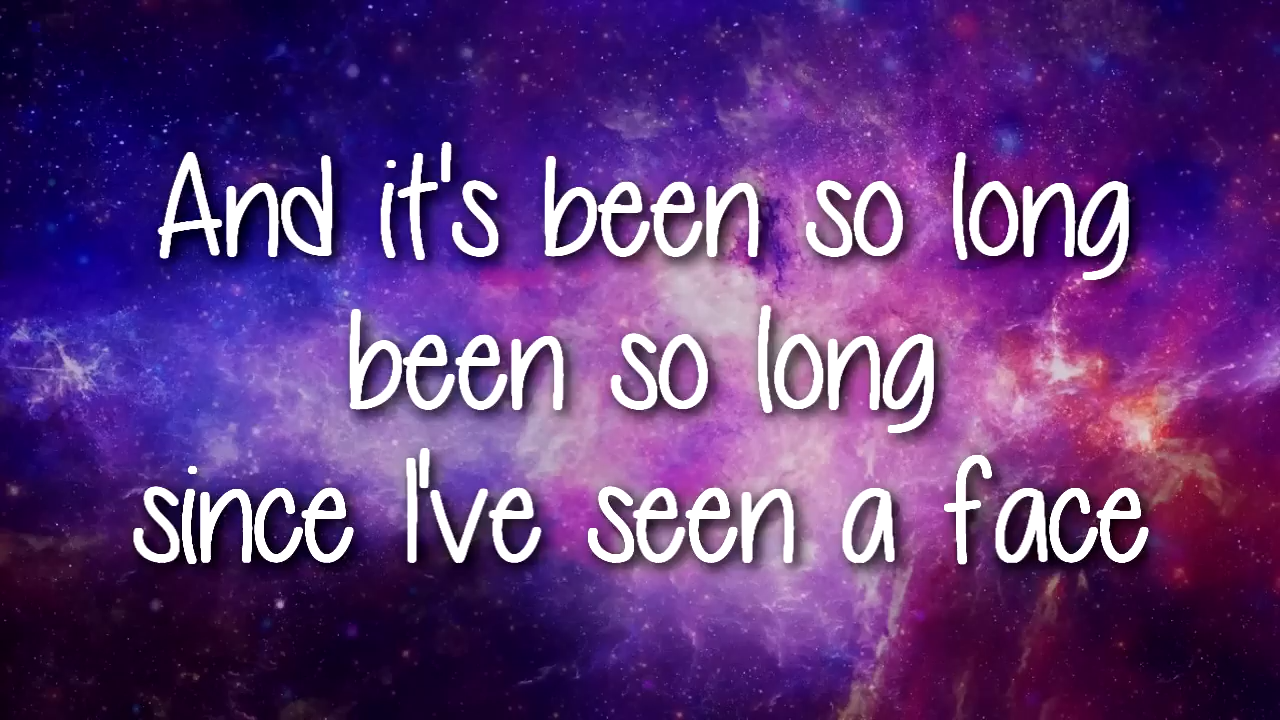 And it's been so long
been so long
since I've seen a face